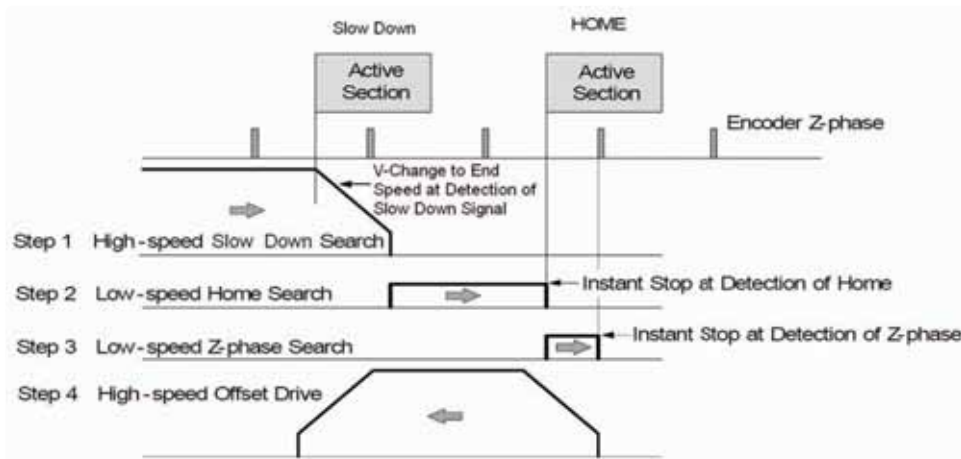 Slow Down
HOME
Active
Section
Active
Section
Encoder Z-phase
V-Change to End
Speed at Detection of
Slow Down Signal
Step 1 High-speed Slow Down Search
Step 2 Low-speed Home Search
Instant Stop at Detection of Home
Step 3 Low-speed Z-phase Search
Instant Stop at Detection of Z-phase
Step 4 High-speed Offset Drive